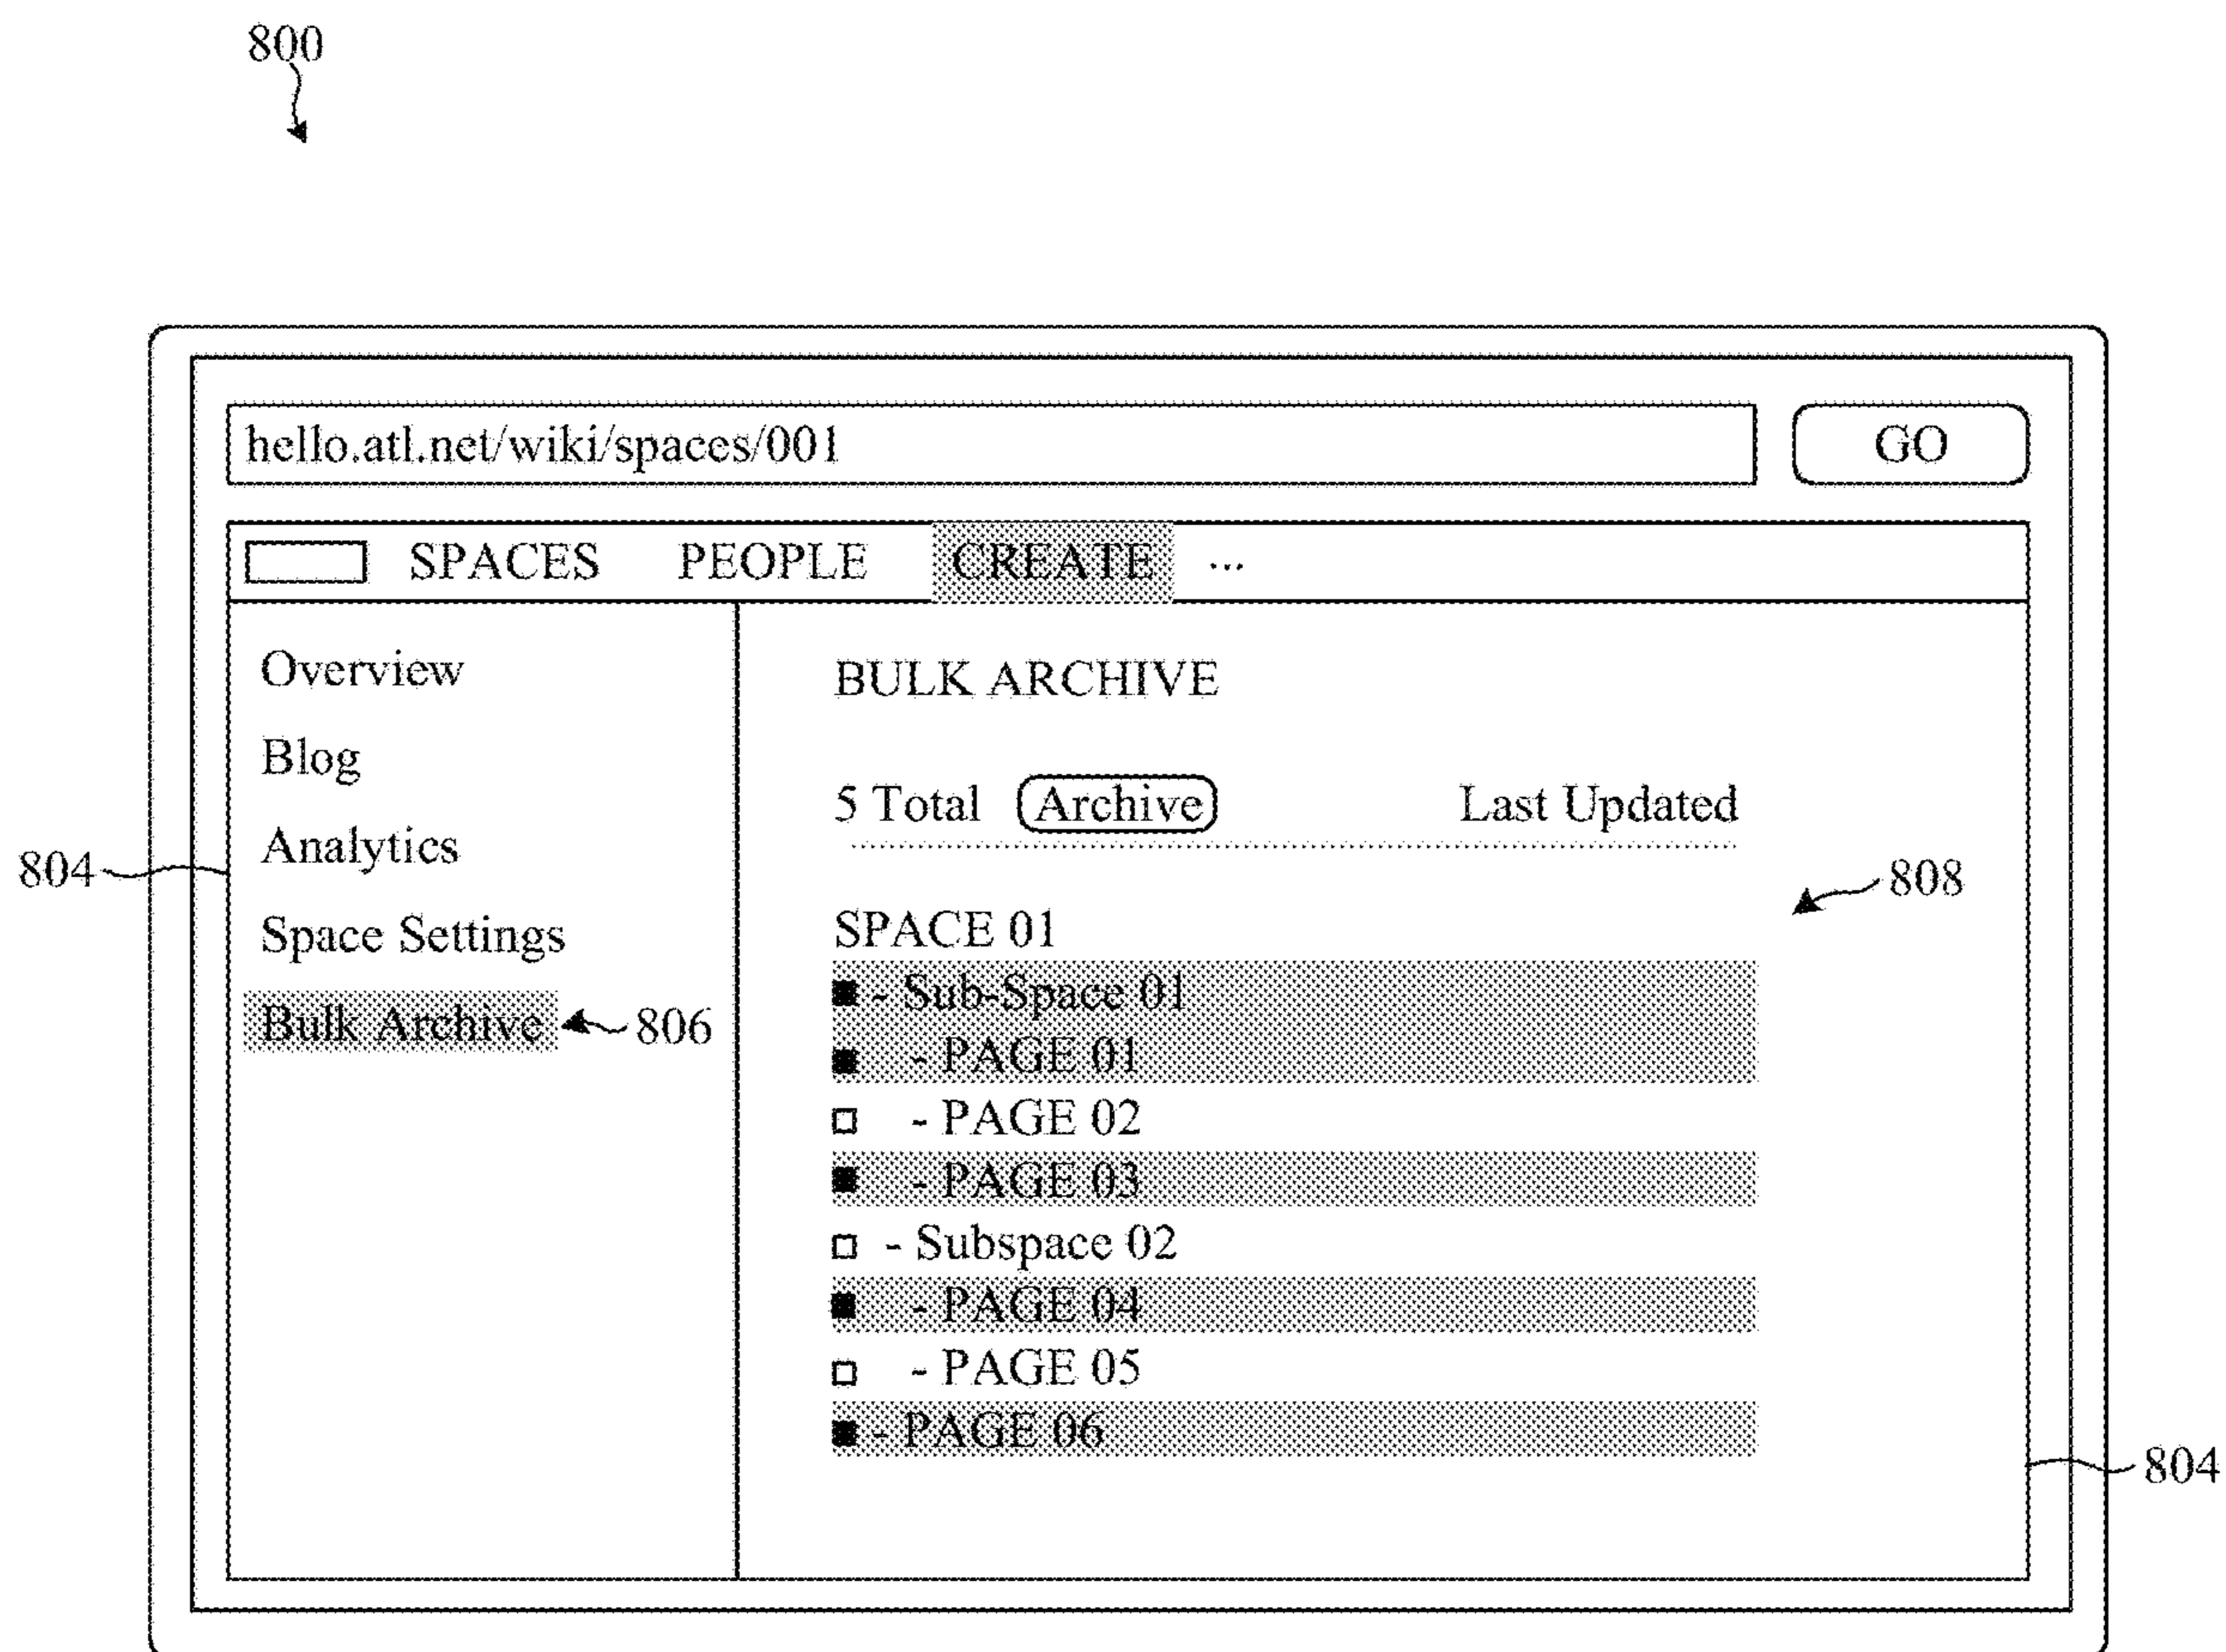 800
hello.atl.net/wiki/spaces/001 GO
SPACES PEOPLE CREATE ...
Overview
Blog
Analytics
Space Settings
Bulk Archive
804
806
BULK ARCHIVE
5 Total Archive Last Updated
808
SPACE 01
- Sub-Space 01
- PAGE 01
- PAGE 02
- PAGE 03
- Subspace 02
- PAGE 04
- PAGE 05
- PAGE 06
804